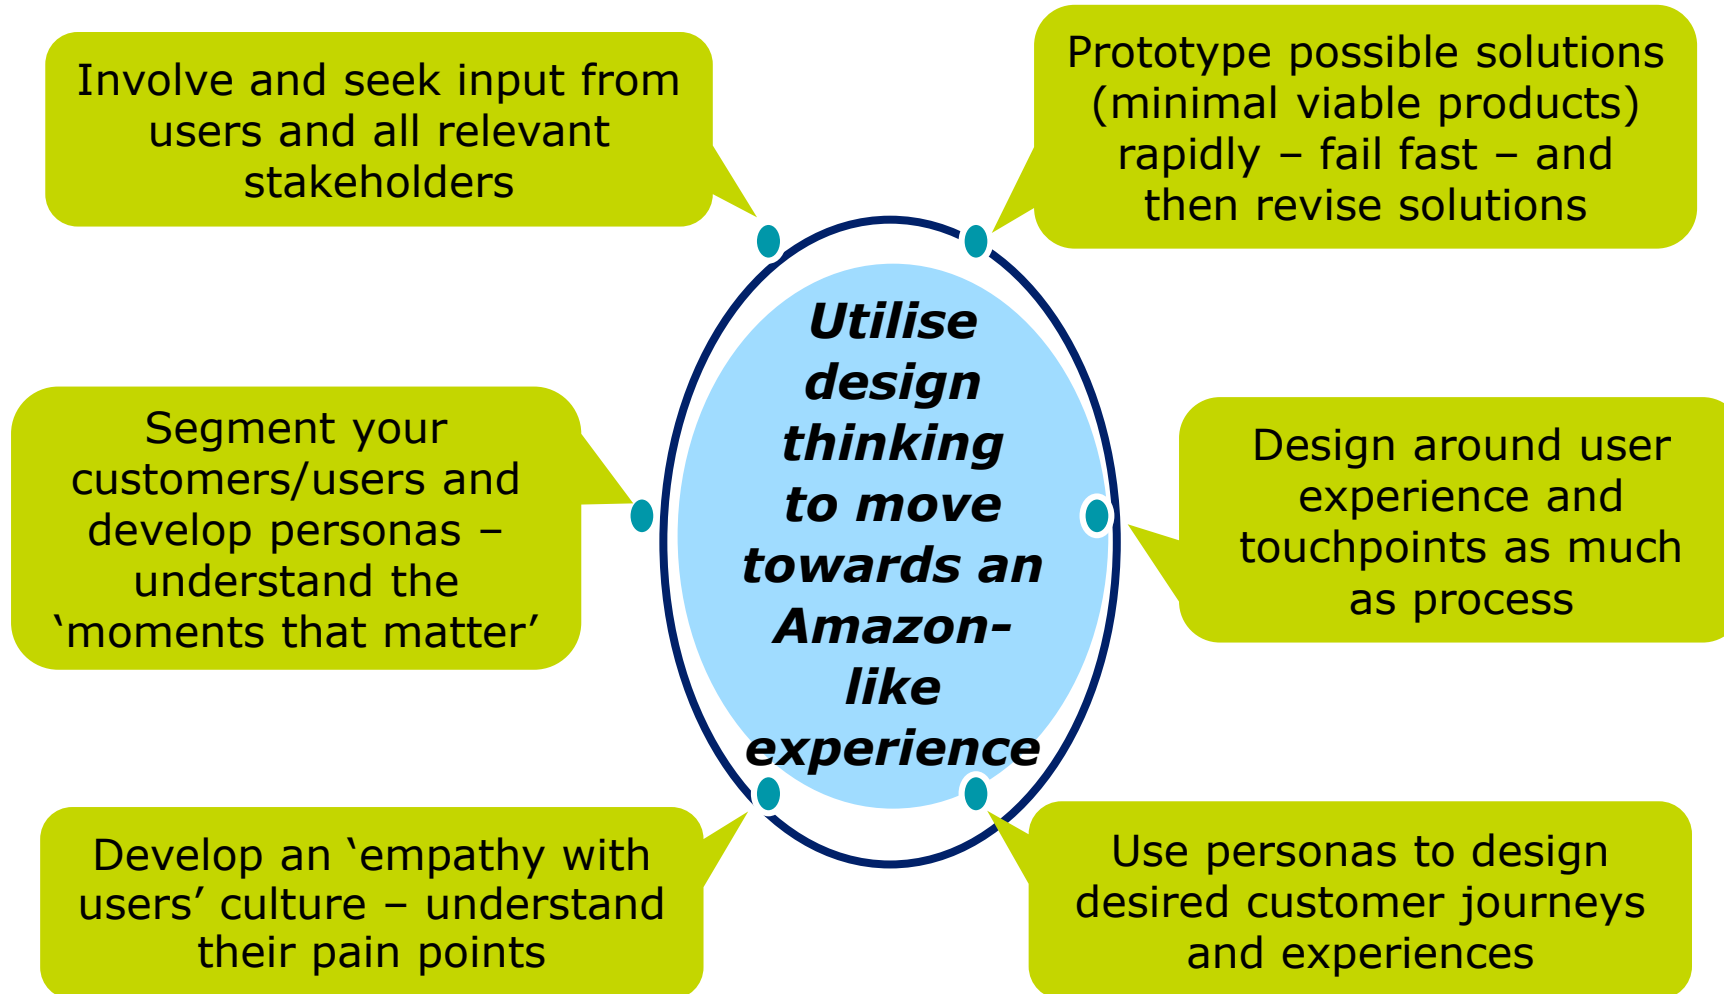 Involve and seek input from
users and all relevant
stakeholders
Prototype possible solutions
(minimal viable products)
rapidly – fail fast – and
then revise solutions
Segment your
customers/users and
develop personas –
understand the
‘moments that matter’
Utilise
design
thinking
to move
towards an
Amazon-
like
experience
Design around user
experience and
touchpoints as much
as process
Develop an ‘empathy with
users’ culture – understand
their pain points
Use personas to design
desired customer journeys
and experiences